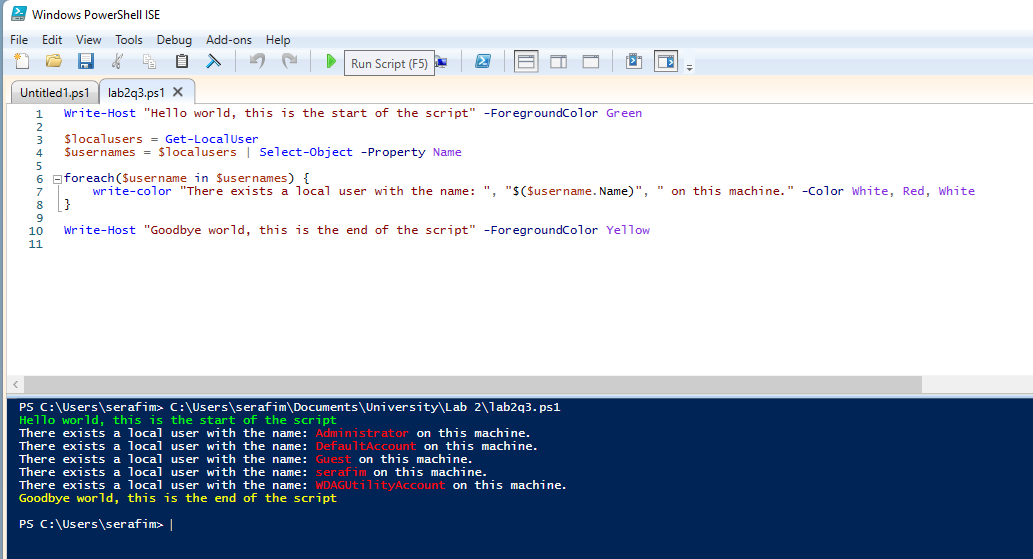 Windows PowerShell ISE
File Edit View Tools Debug Add-ons Help
Run Script (F5)
Untitled1.ps1 lab2q3.ps1 X
1 Write-Host "Hello world, this is the start of the script" -ForegroundColor Green
2
3 $localusers = Get-LocalUser
4 $usernames = $localusers | Select-Object -Property Name
5
6 foreach($username in $usernames) {
7 write-color "There exists a local user with the name: ", "$($username.Name)", " on this machine." -Color White, Red, White
8 }
9
10 Write-Host "Goodbye world, this is the end of the script" -ForegroundColor Yellow
11
PS C:\Users\serafim> C:\Users\serafim\Documents\University\Lab 2\lab2q3.ps1
Hello world, this is the start of the script
There exists a local user with the name: Administrator on this machine.
There exists a local user with the name: DefaultAccount on this machine.
There exists a local user with the name: Guest on this machine.
There exists a local user with the name: serafim on this machine.
There exists a local user with the name: WDAGUtilityAccount on this machine.
Goodbye world, this is the end of the script
PS C:\Users\serafim>